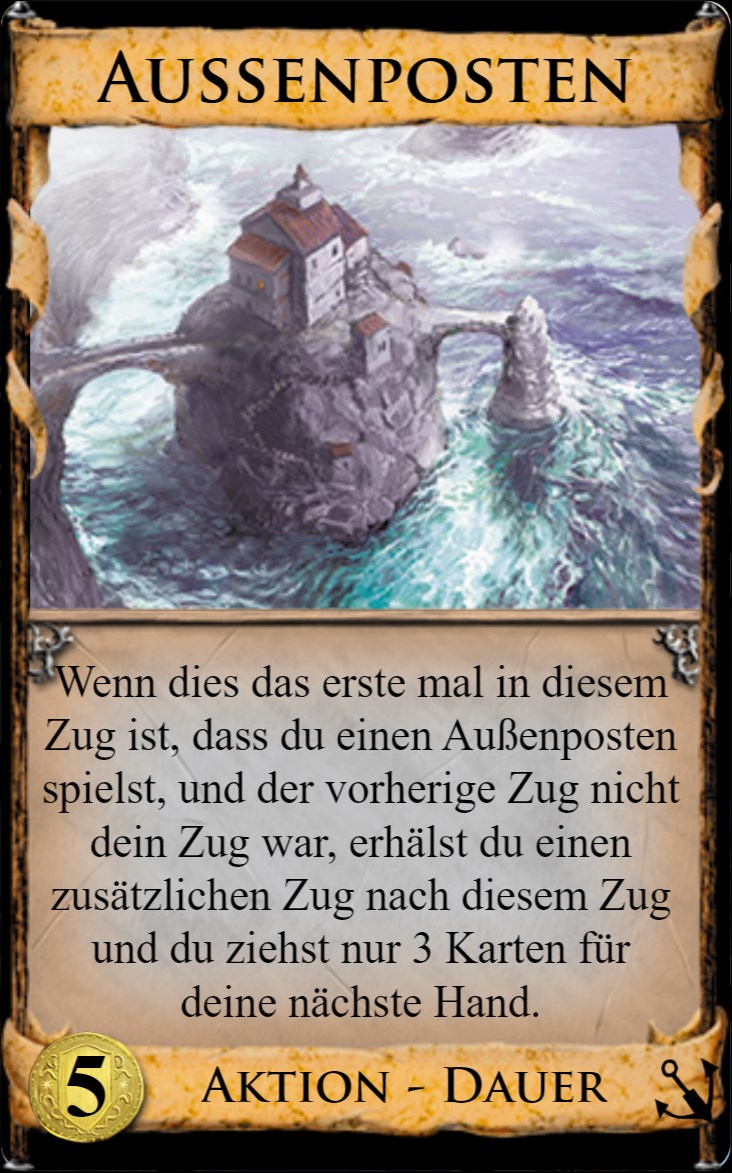 AUSSENPOSTEN
Wenn dies das erste mal in diesem
Zug ist, dass du einen Außenposten
spielst, und der vorherige Zug nicht
dein Zug war, erhälst du einen
zusätzlichen Zug nach diesem Zug
und du ziehst nur 3 Karten für
deine nächste Hand.
5 AKTION - DAUER